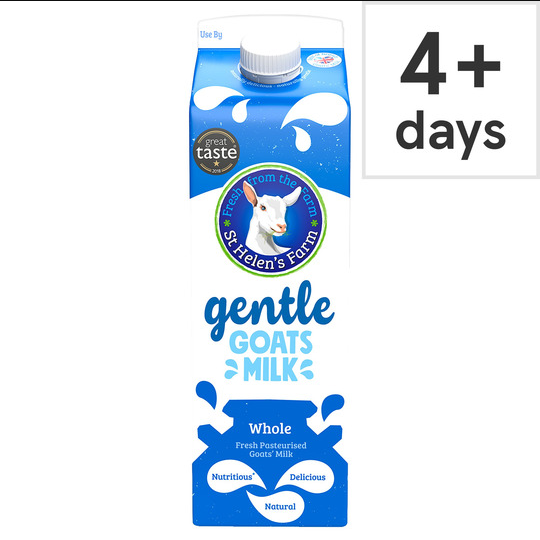 Use By
4+
days
great
taste
2018
Fresh from the Farm
St Helen's Farm
gentle
GOATS
MILK
Whole
Fresh Pasteurised
Goats' Milk
Nutritious*
Delicious
Natural